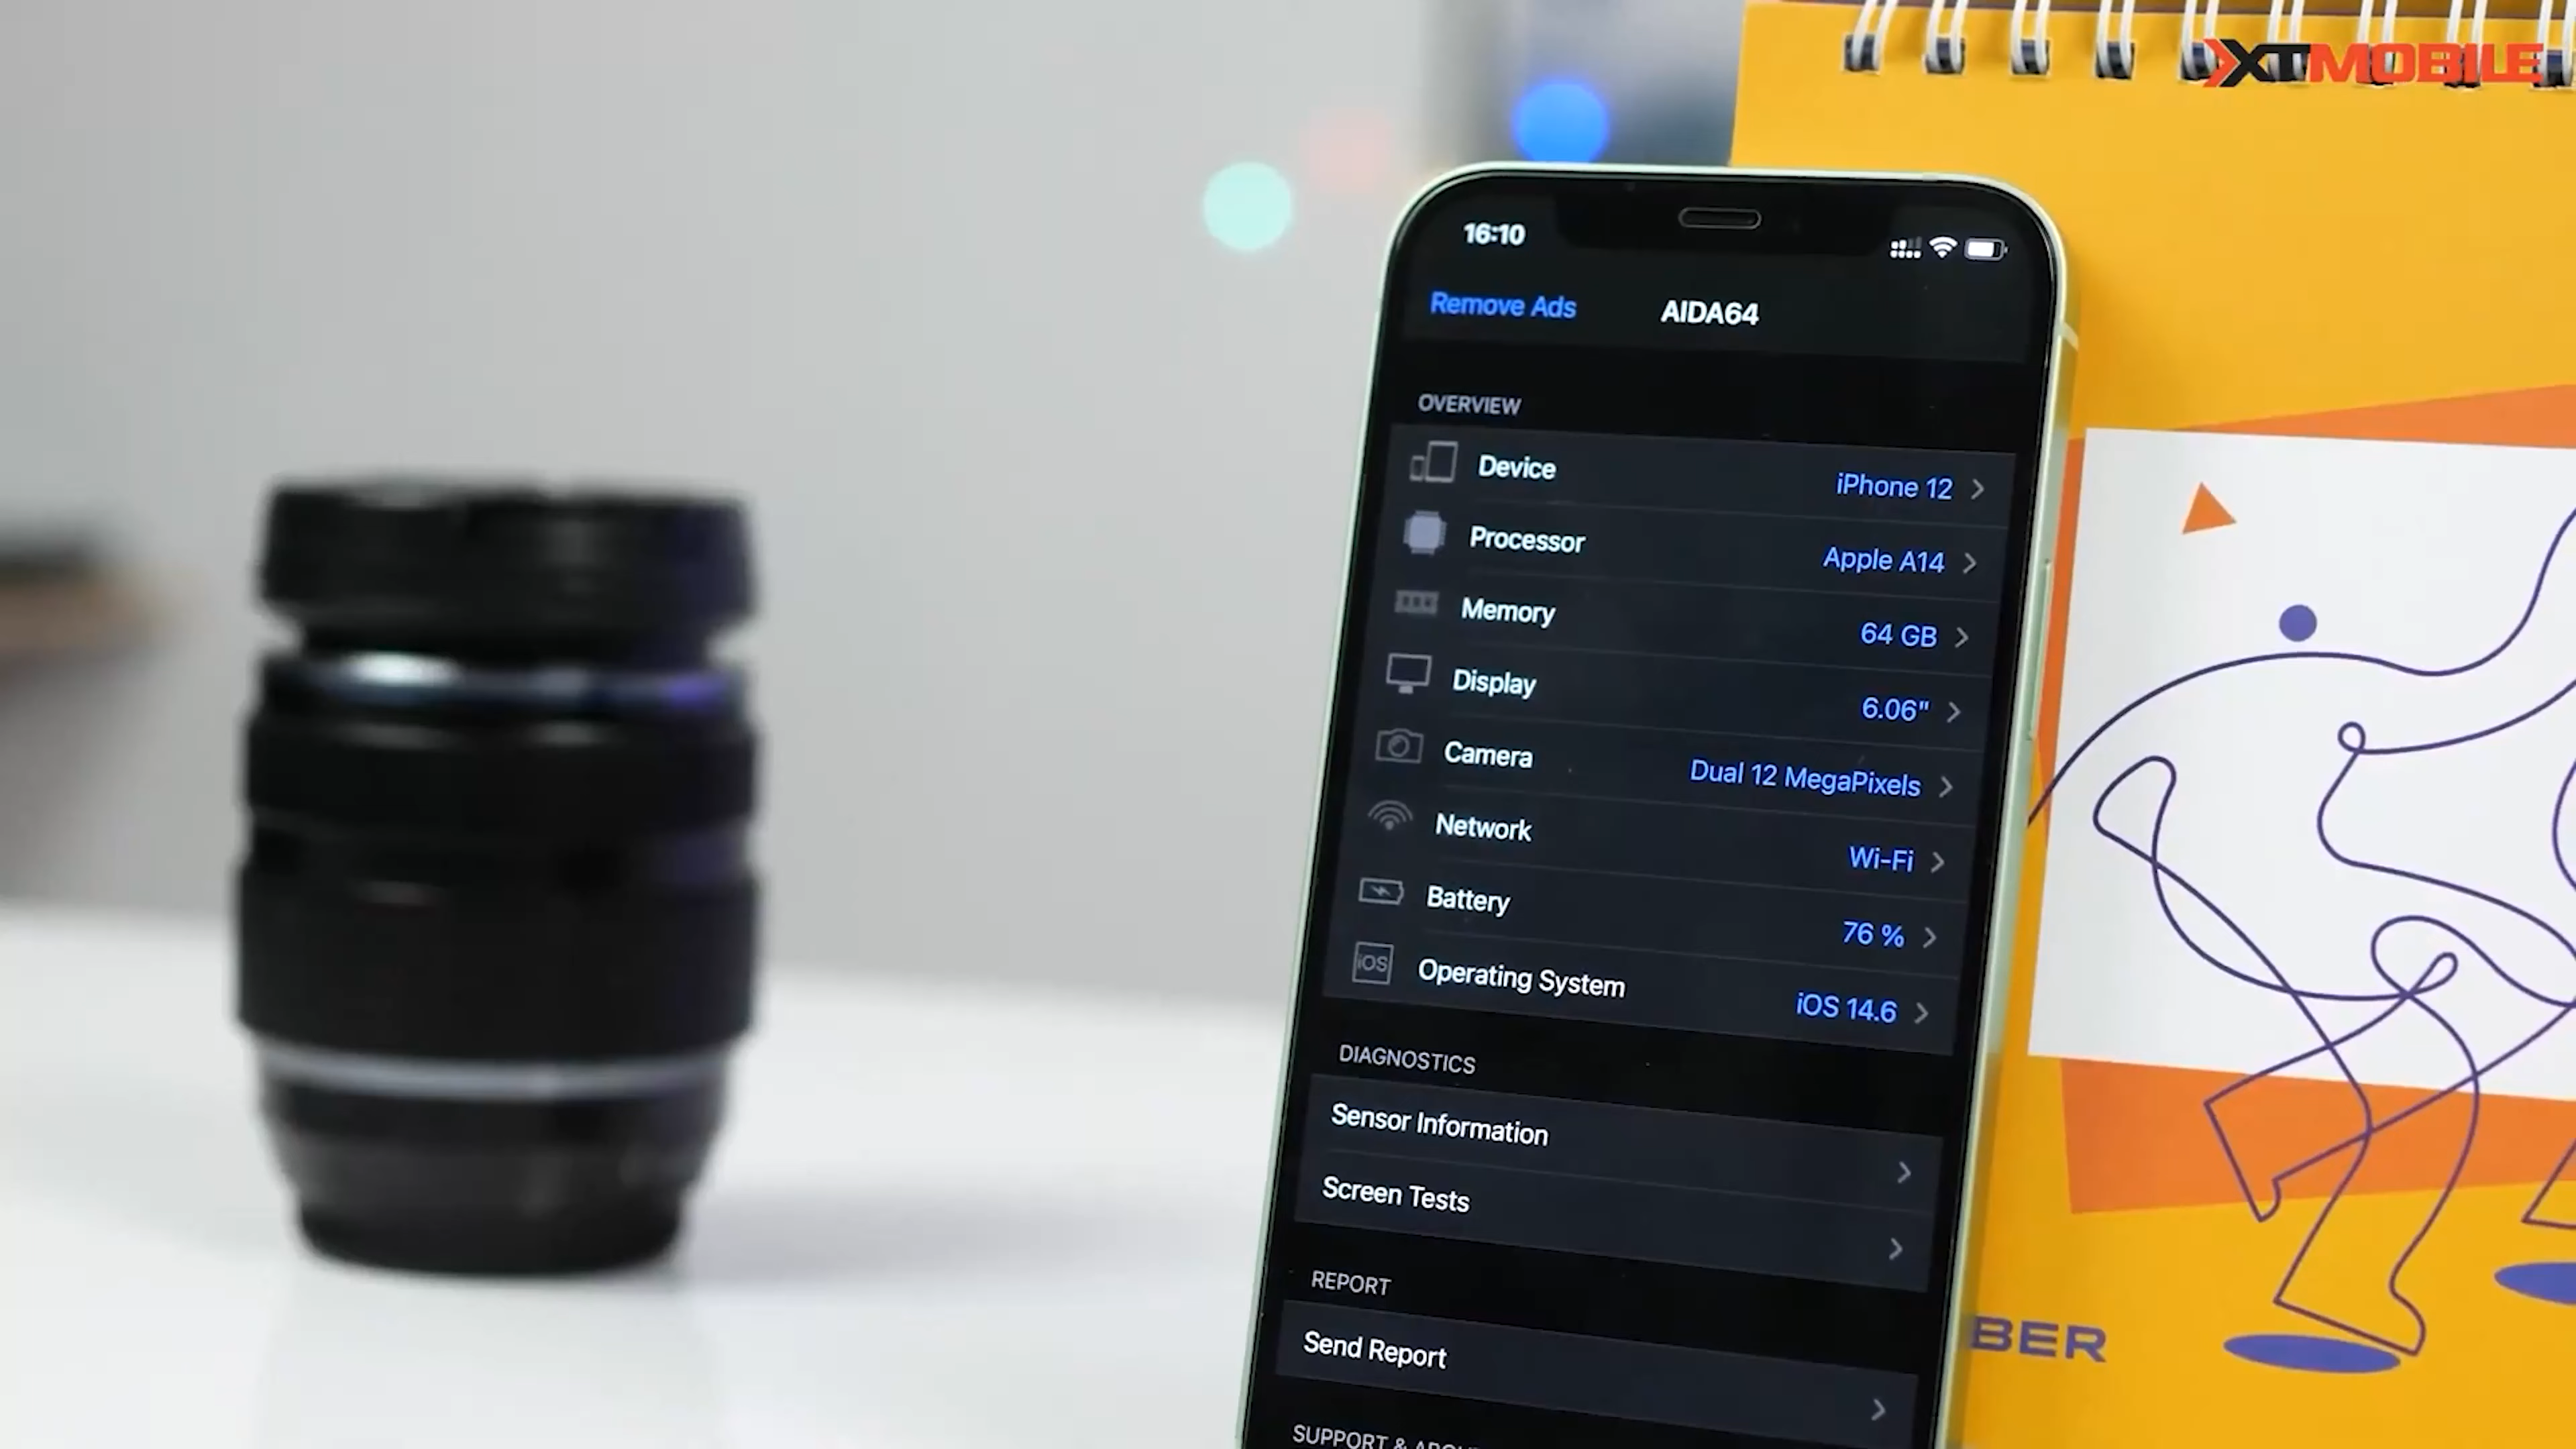 XTMOBILE
16:10
Remove Ads AIDA64
OVERVIEW
Device iPhone 12
Processor Apple A14
Memory 64 GB
Display 6.06"
Camera Dual 12 MegaPixels
Network Wi-Fi
Battery 76 %
iOS Operating System iOS 14.6
DIAGNOSTICS
Sensor Information
Screen Tests
REPORT
Send Report
SUPPORT &
BER